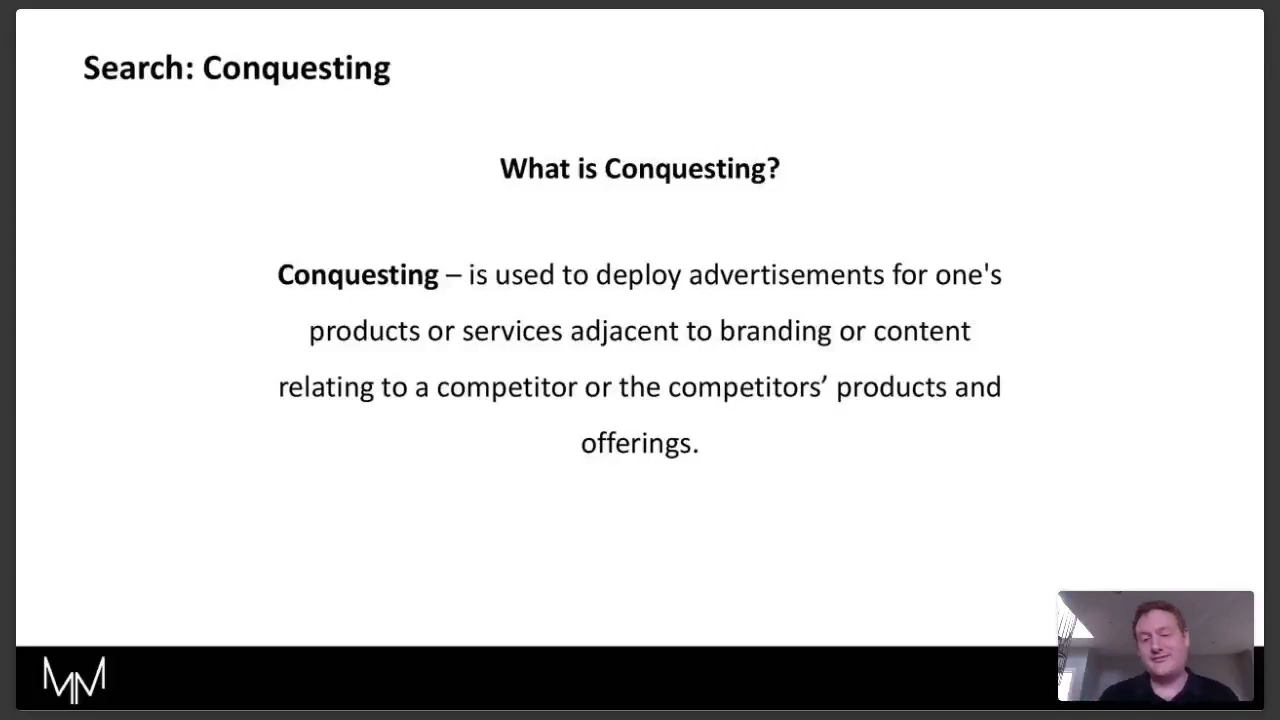 Search: Conquesting
What is Conquesting?
Conquesting – is used to deploy advertisements for one's
products or services adjacent to branding or content
relating to a competitor or the competitors’ products and
offerings.